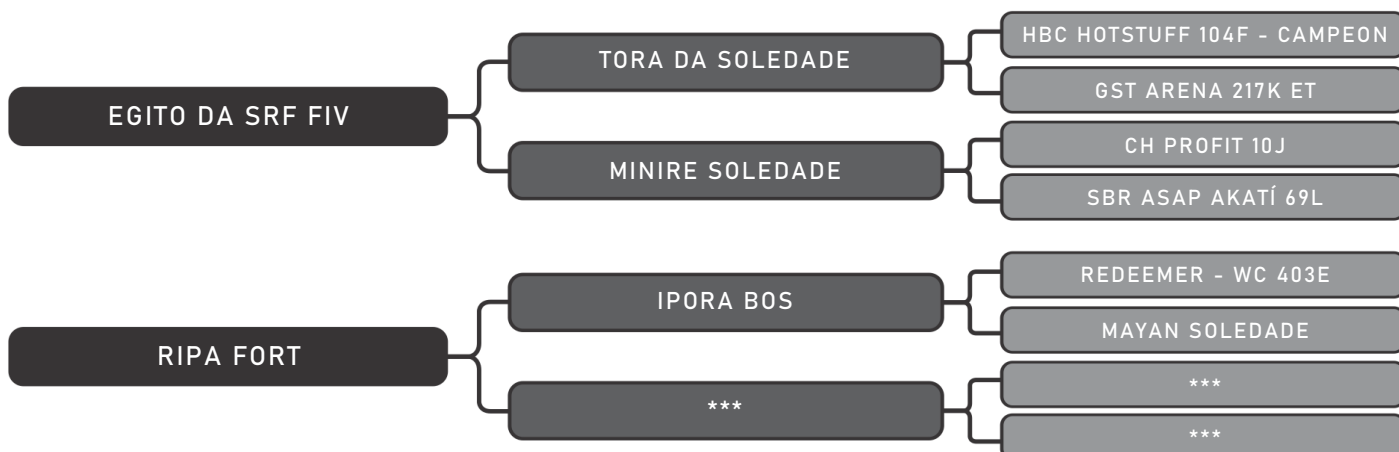 HBC HOTSTUFF 104F - CAMPEON
TORA DA SOLEDADE
GST ARENA 217K ET
EGITO DA SRF FIV
CH PROFIT 10J
MINIRE SOLEDADE
SBR ASAP AKATÍ 69L
REDEEMER - WC 403E
IPORA BOS
MAYAN SOLEDADE
RIPA FORT
***
***
***